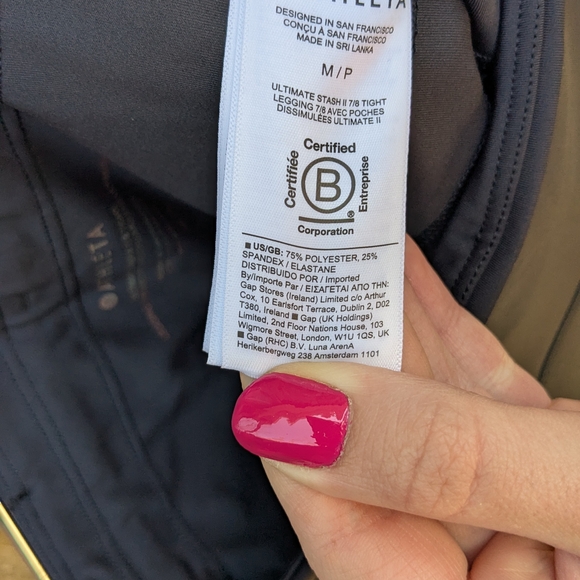 DESIGNED IN SAN FRANCISCO
CONÇU À SAN FRANCISCO
MADE IN SRI LANKA
M / P
ULTIMATE STASH II 7/8 TIGHT
LEGGING 7/8 AVEC POCHES
DISSIMULÉES ULTIMATE II
Certified
Certifiée
B
Entreprise
®
Corporation
■ US/GB: 75% POLYESTER, 25%
SPANDEX / ELASTANE
DISTRIBUIDO POR / Imported
By/Importe Par / ΕΙΣΑΓΕΤΑΙ ΑΠΟ ΤΗΝ:
Gap Stores (Ireland) Limited c/o Arthur
Cox, 10 Earlsfort Terrace, Dublin 2, D02
T380, Ireland ■ Gap (UK Holdings)
Limited, 2nd Floor Nations House, 103
Wigmore Street, London, W1U 1QS, UK
■ Gap (RHC) B.V. Luna ArenA
Herikerbergweg 238 Amsterdam 1101
ATHLETA